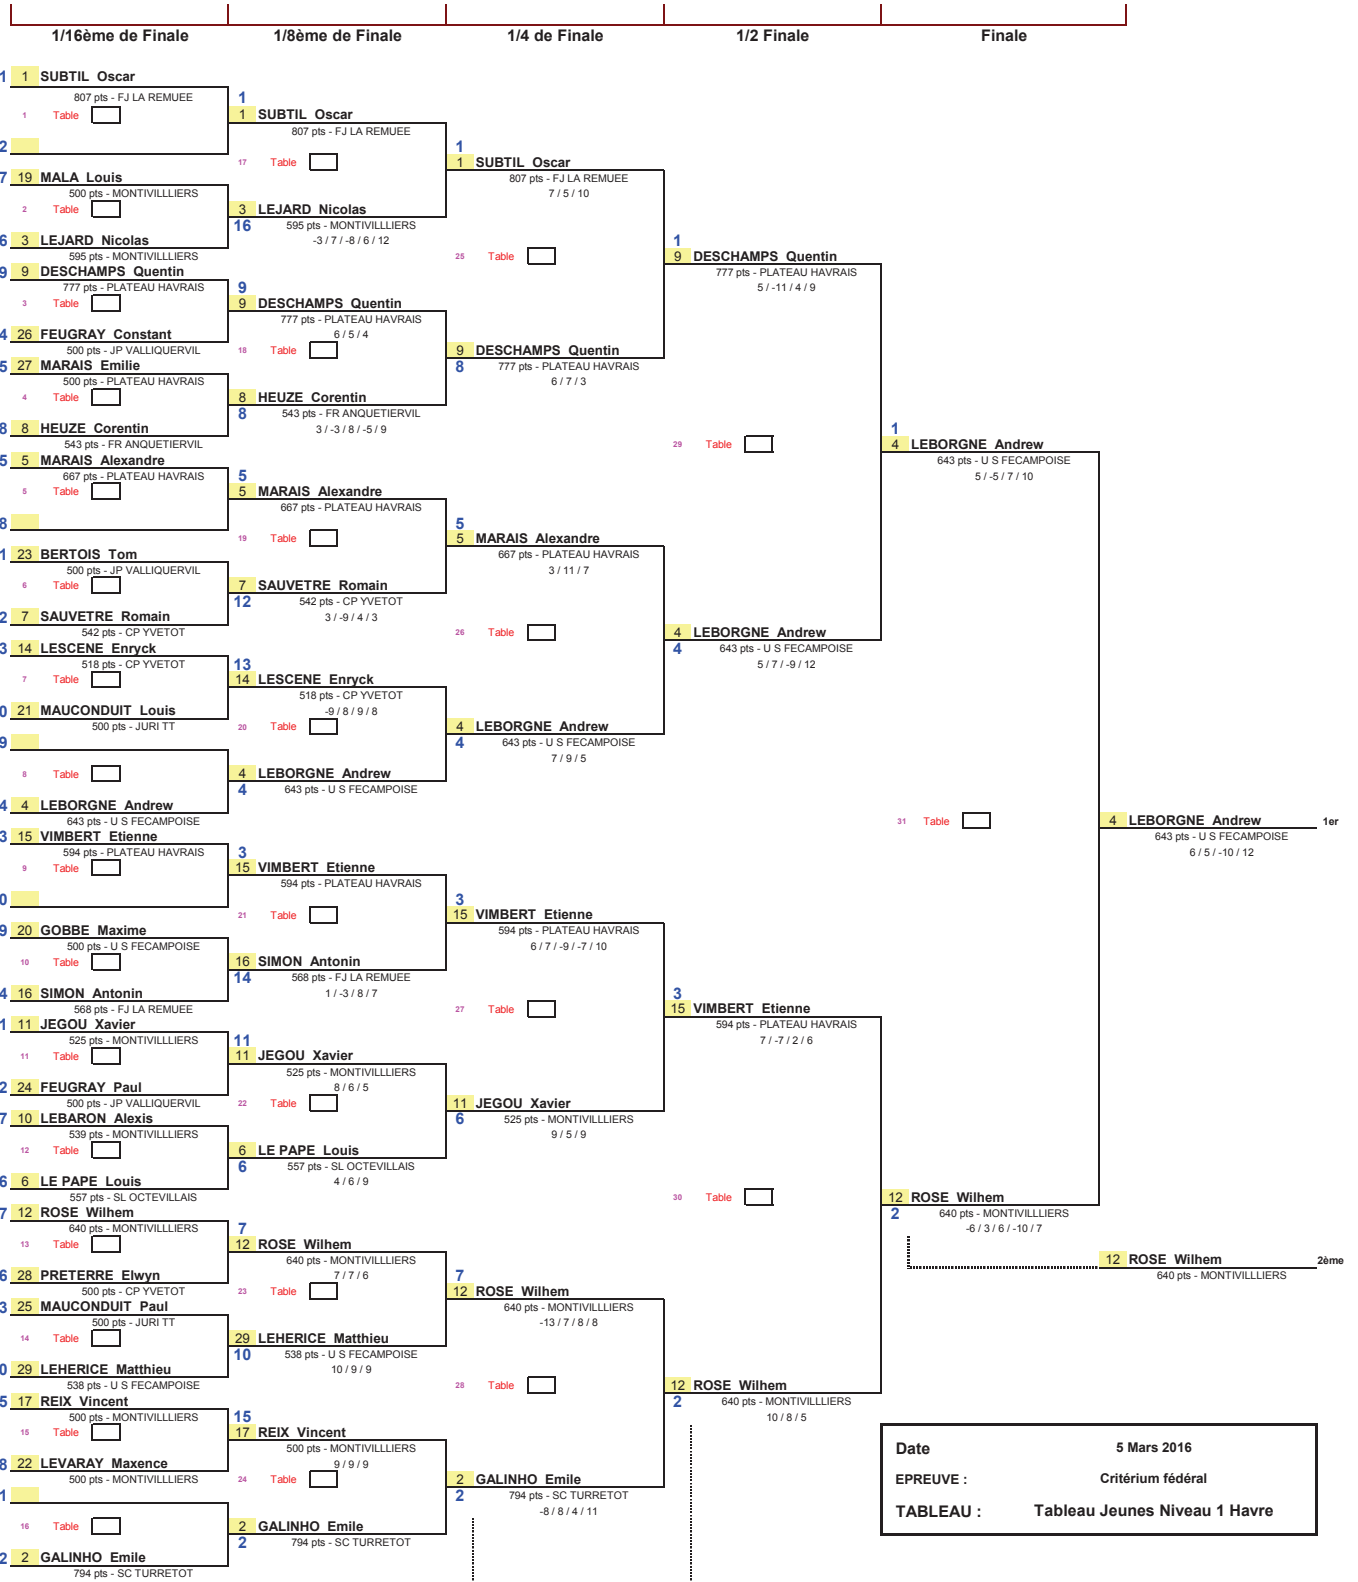 1/16ème de Finale
1/8ème de Finale
1/4 de Finale
1/2 Finale
Finale
1 1 SUBTIL Oscar
807 pts - FJ LA REMUEE
1 Table
2
7 19 MALA Louis
500 pts - MONTIVILLLIERS
2 Table
6 3 LEJARD Nicolas
595 pts - MONTIVILLLIERS
9 9 DESCHAMPS Quentin
777 pts - PLATEAU HAVRAIS
3 Table
4 26 FEUGRAY Constant
500 pts - JP VALLIQUERVIL
5 27 MARAIS Emilie
500 pts - PLATEAU HAVRAIS
4 Table
8 8 HEUZE Corentin
543 pts - FR ANQUETIERVIL
5 5 MARAIS Alexandre
667 pts - PLATEAU HAVRAIS
5 Table
8
1 23 BERTOIS Tom
500 pts - JP VALLIQUERVIL
6 Table
2 7 SAUVETRE Romain
542 pts - CP YVETOT
3 14 LESCENE Enryck
518 pts - CP YVETOT
7 Table
0 21 MAUCONDUIT Louis
500 pts - JURI TT
9
8 Table
4 4 LEBORGNE Andrew
643 pts - U S FECAMPOISE
3 15 VIMBERT Etienne
594 pts - PLATEAU HAVRAIS
9 Table
0
9 20 GOBBE Maxime
500 pts - U S FECAMPOISE
10 Table
4 16 SIMON Antonin
568 pts - FJ LA REMUEE
1 11 JEGOU Xavier
525 pts - MONTIVILLLIERS
11 Table
2 24 FEUGRAY Paul
500 pts - JP VALLIQUERVIL
7 10 LEBARON Alexis
539 pts - MONTIVILLLIERS
12 Table
6 6 LE PAPE Louis
557 pts - SL OCTEVILLAIS
7 12 ROSE Wilhem
640 pts - MONTIVILLLIERS
13 Table
6 28 PRETERRE Elwyn
500 pts - CP YVETOT
3 25 MAUCONDUIT Paul
500 pts - JURI TT
14 Table
0 29 LEHERICE Matthieu
538 pts - U S FECAMPOISE
5 17 REIX Vincent
500 pts - MONTIVILLLIERS
15 Table
8 22 LEVARAY Maxence
500 pts - MONTIVILLLIERS
1
16 Table
2 2 GALINHO Emile
794 pts - SC TURRETOT
1
1 SUBTIL Oscar
807 pts - FJ LA REMUEE
17 Table
3 LEJARD Nicolas
16 595 pts - MONTIVILLLIERS
-3 / 7 / -8 / 6 / 12
9
9 DESCHAMPS Quentin
777 pts - PLATEAU HAVRAIS
6 / 5 / 4
18 Table
8 HEUZE Corentin
8 543 pts - FR ANQUETIERVIL
3 / -3 / 8 / -5 / 9
5
5 MARAIS Alexandre
667 pts - PLATEAU HAVRAIS
19 Table
7 SAUVETRE Romain
12 542 pts - CP YVETOT
3 / -9 / 4 / 3
13
14 LESCENE Enryck
518 pts - CP YVETOT
-9 / 8 / 9 / 8
20 Table
4 LEBORGNE Andrew
4 643 pts - U S FECAMPOISE
3
15 VIMBERT Etienne
594 pts - PLATEAU HAVRAIS
21 Table
16 SIMON Antonin
14 568 pts - FJ LA REMUEE
1 / -3 / 8 / 7
11
11 JEGOU Xavier
525 pts - MONTIVILLLIERS
8 / 6 / 5
22 Table
6 LE PAPE Louis
6 557 pts - SL OCTEVILLAIS
4 / 6 / 9
7
12 ROSE Wilhem
640 pts - MONTIVILLLIERS
7 / 7 / 6
23 Table
29 LEHERICE Matthieu
10 538 pts - U S FECAMPOISE
10 / 9 / 9
15
17 REIX Vincent
500 pts - MONTIVILLLIERS
9 / 9 / 9
24 Table
2 GALINHO Emile
2 794 pts - SC TURRETOT
1
1 SUBTIL Oscar
807 pts - FJ LA REMUEE
7 / 5 / 10
25 Table
9 DESCHAMPS Quentin
8 777 pts - PLATEAU HAVRAIS
6 / 7 / 3
5
5 MARAIS Alexandre
667 pts - PLATEAU HAVRAIS
3 / 11 / 7
26 Table
4 LEBORGNE Andrew
4 643 pts - U S FECAMPOISE
7 / 9 / 5
3
15 VIMBERT Etienne
594 pts - PLATEAU HAVRAIS
6 / 7 / -9 / -7 / 10
27 Table
11 JEGOU Xavier
6 525 pts - MONTIVILLLIERS
9 / 5 / 9
7
12 ROSE Wilhem
640 pts - MONTIVILLLIERS
-13 / 7 / 8 / 8
28 Table
2 GALINHO Emile
2 794 pts - SC TURRETOT
-8 / 8 / 4 / 11
1
9 DESCHAMPS Quentin
777 pts - PLATEAU HAVRAIS
5 / -11 / 4 / 9
29 Table
4 LEBORGNE Andrew
4 643 pts - U S FECAMPOISE
5 / 7 / -9 / 12
3
15 VIMBERT Etienne
594 pts - PLATEAU HAVRAIS
7 / -7 / 2 / 6
30 Table
12 ROSE Wilhem
2 640 pts - MONTIVILLLIERS
10 / 8 / 5
1
4 LEBORGNE Andrew
643 pts - U S FECAMPOISE
5 / -5 / 7 / 10
31 Table
12 ROSE Wilhem
2 640 pts - MONTIVILLLIERS
-6 / 3 / 6 / -10 / 7
4 LEBORGNE Andrew 1er
643 pts - U S FECAMPOISE
6 / 5 / -10 / 12
12 ROSE Wilhem 2ème
640 pts - MONTIVILLLIERS
Date 5 Mars 2016
EPREUVE : Critérium fédéral
TABLEAU : Tableau Jeunes Niveau 1 Havre